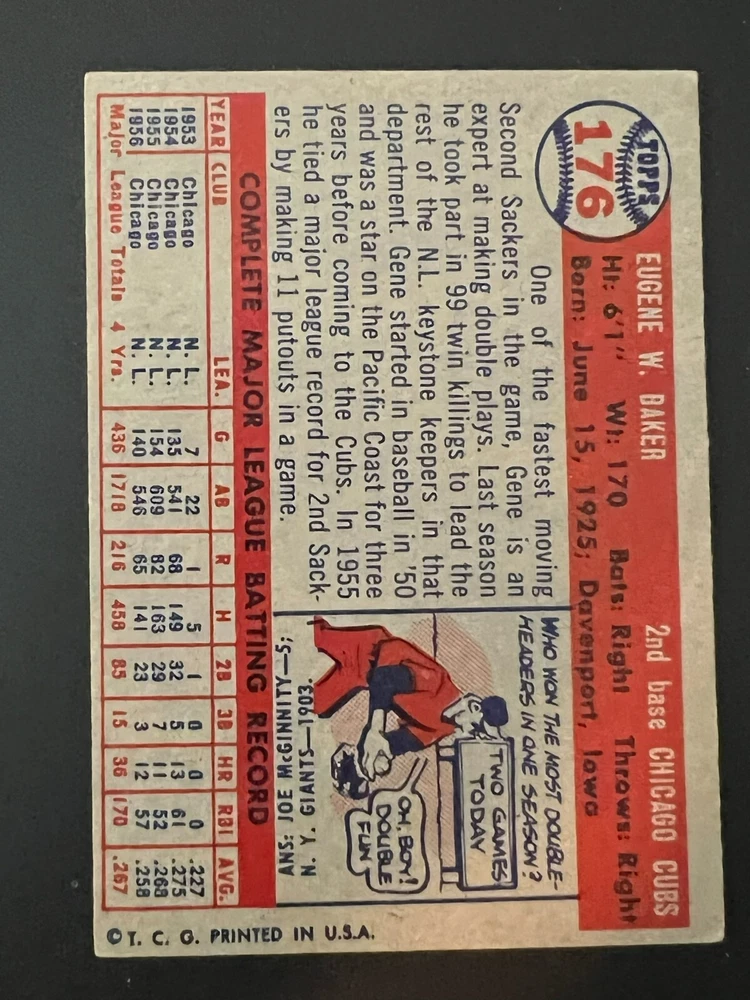 TOPPS
176
EUGENE W. BAKER 2nd base CHICAGO CUBS
Ht: 6'1" Wt: 170 Bats: Right Throws: Right
Born: June 15, 1925; Davenport, Iowa
One of the fastest moving
Second Sackers in the game, Gene is an
expert at making double plays. Last season
he took part in 99 twin killings to lead the
rest of the N.L. keystone keepers in that
department. Gene started in baseball in '50
and was a star on the Pacific Coast for three
years before coming to the Cubs. In 1955
he tied a major league record for 2nd Sack-
ers by making 11 putouts in a game.
WHO WON THE MOST DOUBLE-
HEADERS IN ONE SEASON?
TWO GAMES
TODAY
OH, BOY!
DOUBLE
FUN
ANS: JOE McGINNITY—5—
N. Y. GIANTS—1903.
COMPLETE MAJOR LEAGUE BATTING RECORD
YEAR CLUB LEA. G AB R H 2B 3B HR RBI AVG.
1953 Chicago N. L. 7 22 1 5 1 0 0 0 .227
1954 Chicago N. L. 135 541 68 149 32 5 13 61 .275
1955 Chicago N. L. 154 609 82 163 29 7 11 52 .268
1956 Chicago N. L. 140 546 65 141 23 3 12 57 .258
Major League Totals 4 Yrs. 436 1718 216 458 85 15 36 170 .267
© T. C. G. PRINTED IN U.S.A.